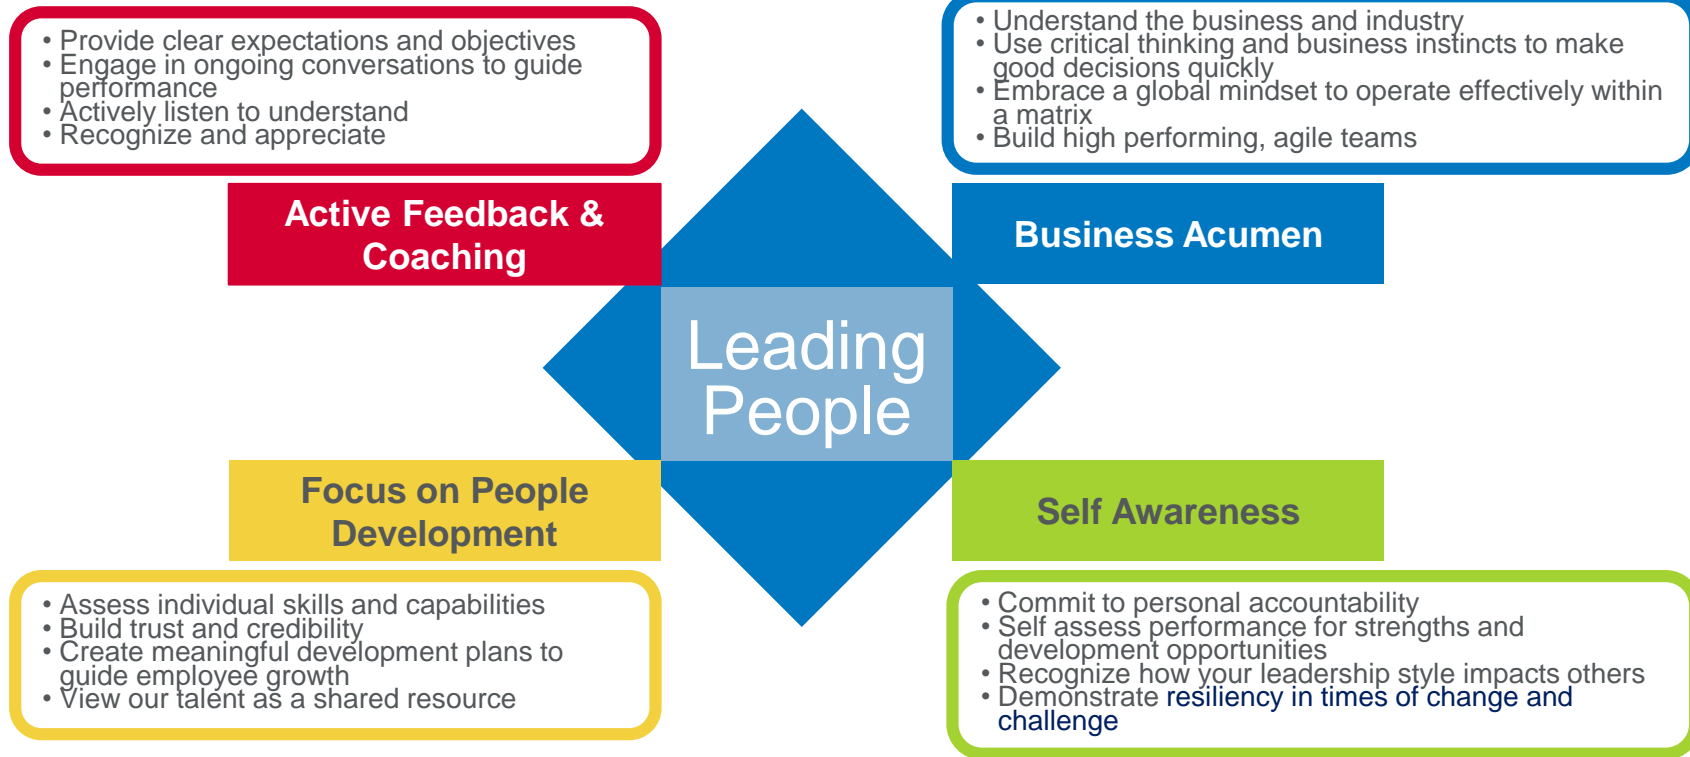 • Provide clear expectations and objectives
• Engage in ongoing conversations to guide
performance
• Actively listen to understand
• Recognize and appreciate
Active Feedback &
Coaching
• Understand the business and industry
• Use critical thinking and business instincts to make
good decisions quickly
• Embrace a global mindset to operate effectively within
a matrix
• Build high performing, agile teams
Business Acumen
Leading
People
Focus on People
Development
• Assess individual skills and capabilities
• Build trust and credibility
• Create meaningful development plans to
guide employee growth
• View our talent as a shared resource
Self Awareness
• Commit to personal accountability
• Self assess performance for strengths and
development opportunities
• Recognize how your leadership style impacts others
• Demonstrate resiliency in times of change and
challenge